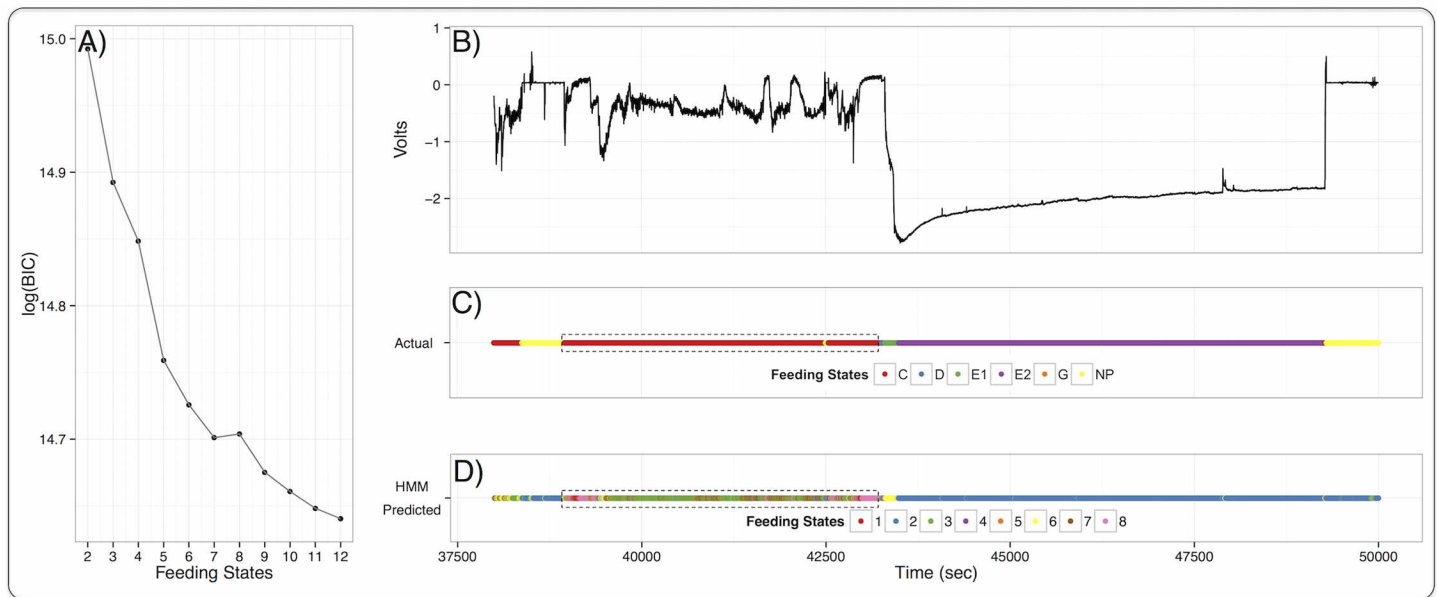 A)
15.0
14.9
14.8
14.7
log(BIC)
2 3 4 5 6 7 8 9 10 11 12
Feeding States
B)
1
0
−1
−2
Volts
C)
Actual
Feeding States C D E1 E2 G NP
D)
HMM
Predicted
Feeding States 1 2 3 4 5 6 7 8
37500 40000 42500 45000 47500 50000
Time (sec)